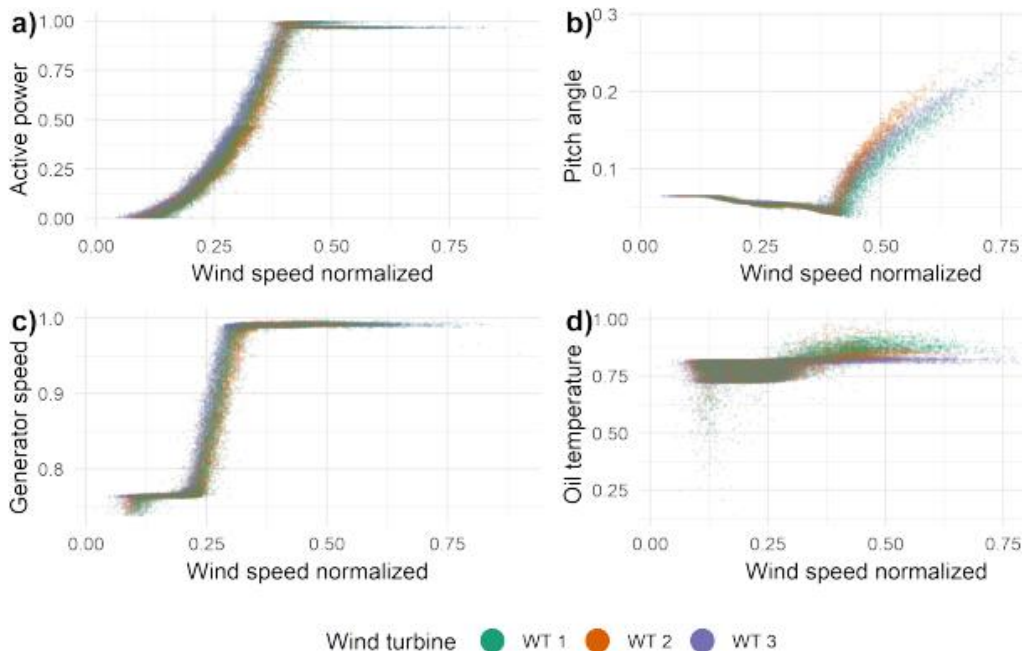 a)
1.00
0.75
0.50
0.25
0.00
Active power
0.00 0.25 0.50 0.75
Wind speed normalized
b)
0.3
0.2
0.1
Pitch angle
0.00 0.25 0.50 0.75
Wind speed normalized
c)
1.0
0.9
0.8
Generator speed
0.00 0.25 0.50 0.75
Wind speed normalized
d)
1.00
0.75
0.50
0.25
Oil temperature
0.00 0.25 0.50 0.75
Wind speed normalized
Wind turbine WT 1 WT 2 WT 3